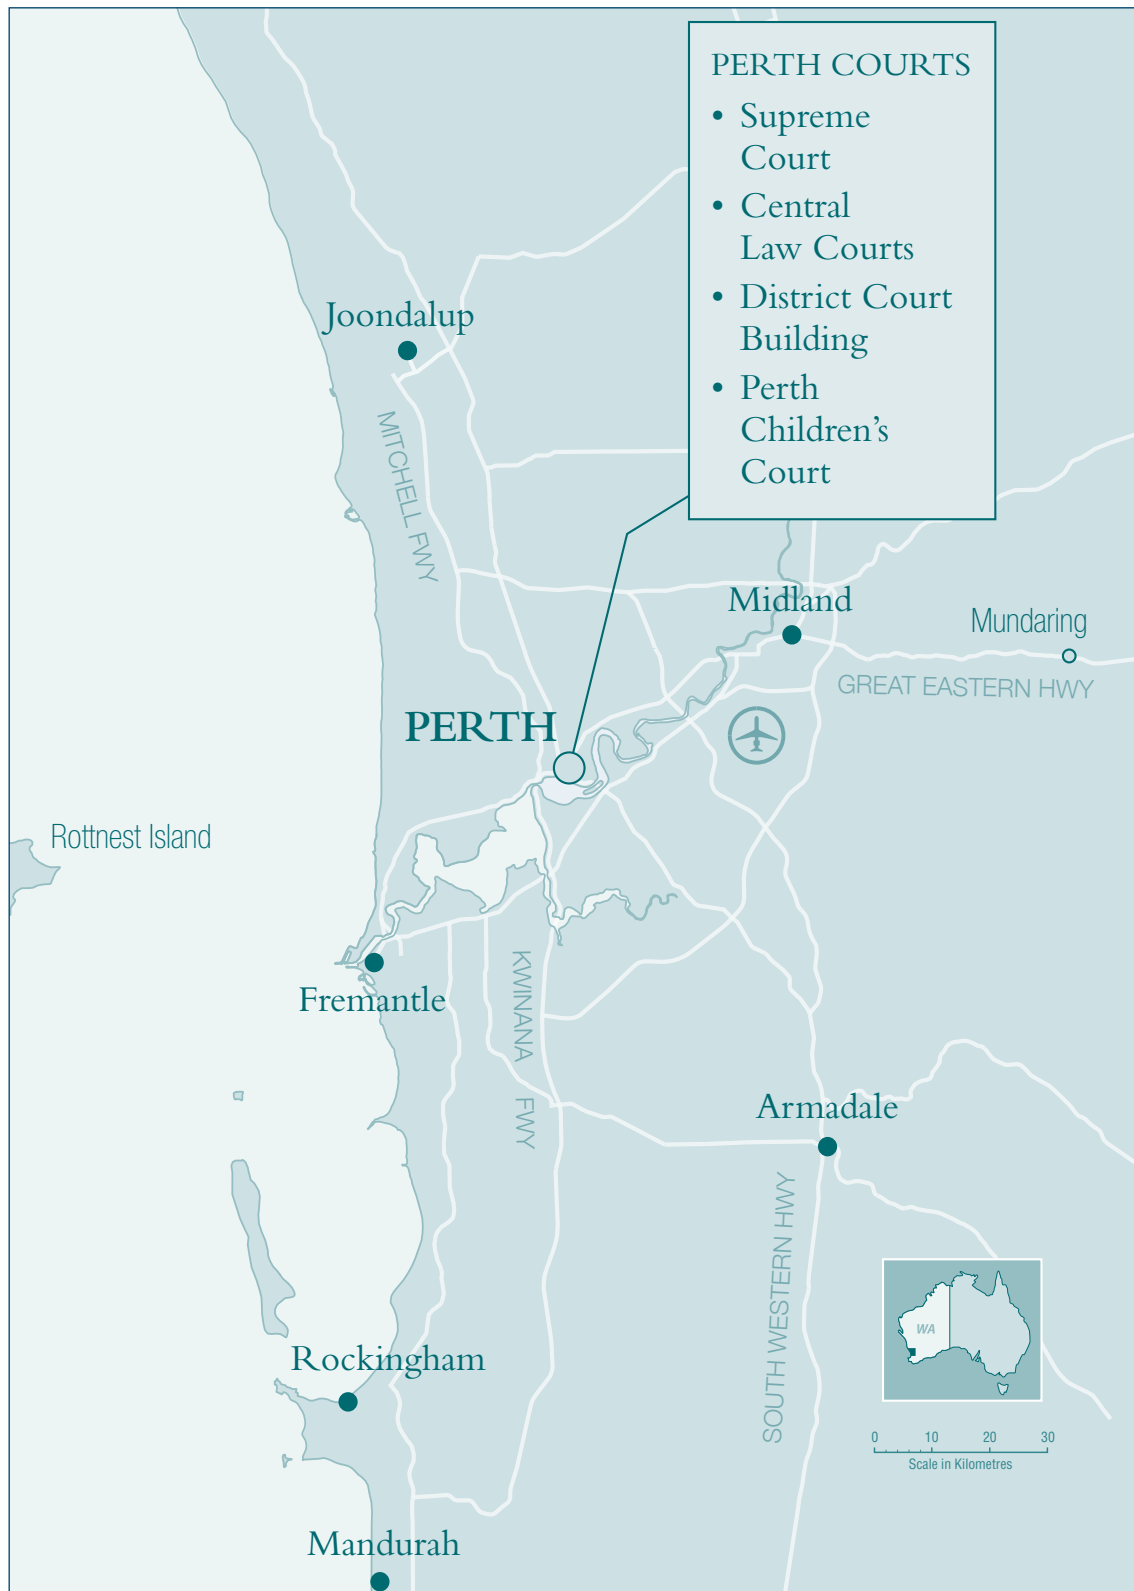 PERTH COURTS
• Supreme
Court
• Central
Law Courts
• District Court
Building
• Perth
Children's
Court
Joondalup
MITCHELL FWY
Midland
Mundaring
GREAT EASTERN HWY
PERTH
Rottnest Island
Fremantle
KWINANA FWY
Armadale
SOUTH WESTERN HWY
WA
Rockingham
0 10 20 30
Scale in Kilometres
Mandurah